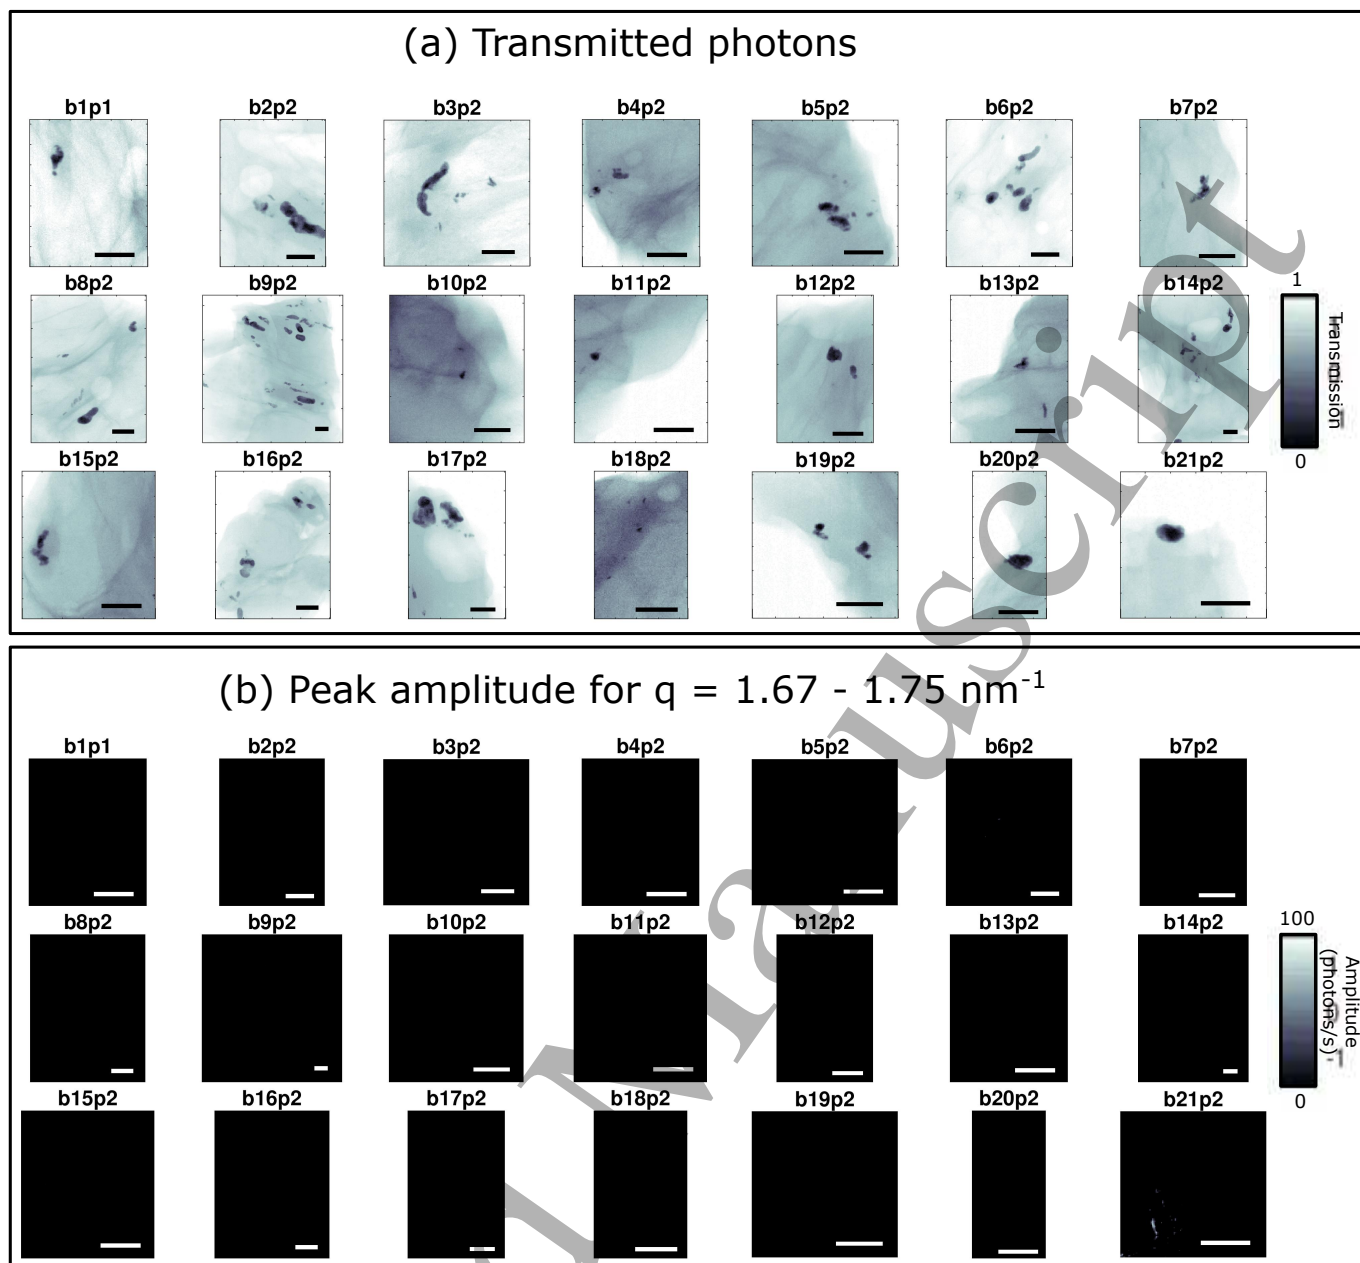 (a) Transmitted photons
b1p1 b2p2 b3p2 b4p2 b5p2 b6p2 b7p2
b8p2 b9p2 b10p2 b11p2 b12p2 b13p2 b14p2
1
Transmission
0
b15p2 b16p2 b17p2 b18p2 b19p2 b20p2 b21p2
(b) Peak amplitude for q = 1.67 - 1.75 nm⁻¹
b1p1 b2p2 b3p2 b4p2 b5p2 b6p2 b7p2
b8p2 b9p2 b10p2 b11p2 b12p2 b13p2 b14p2
100
Amplitude
(photons/s)
0
b15p2 b16p2 b17p2 b18p2 b19p2 b20p2 b21p2
Manuscript